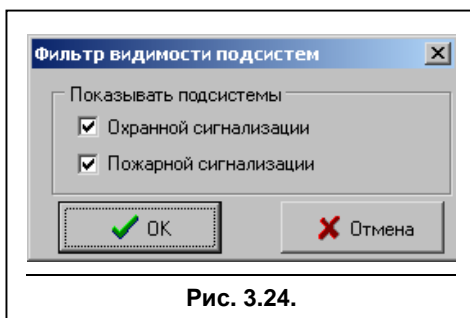 Фильтр видимости подсистем
Показывать подсистемы
Охранной сигнализации
Пожарной сигнализации
OK
Отмена
Рис. 3.24.